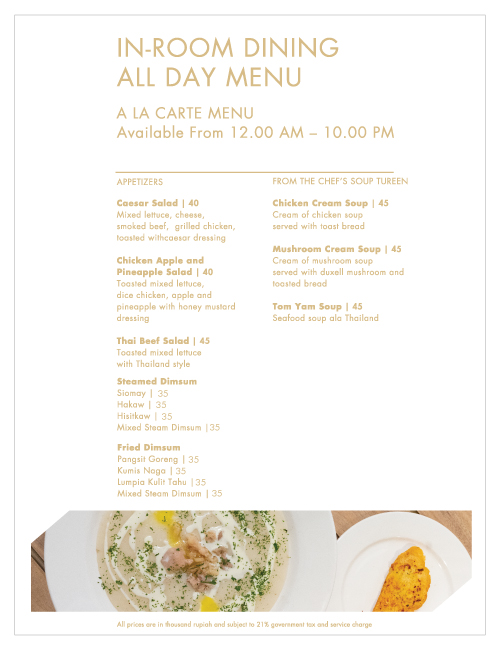 IN-ROOM DINING
ALL DAY MENU
A LA CARTE MENU
Available From 12.00 AM – 10.00 PM
APPETIZERS
Caesar Salad | 40
Mixed lettuce, cheese,
smoked beef, grilled chicken,
toasted withcaesar dressing
Chicken Apple and
Pineapple Salad | 40
Toasted mixed lettuce,
dice chicken, apple and
pineapple with honey mustard
dressing
Thai Beef Salad | 45
Toasted mixed lettuce
with Thailand style
Steamed Dimsum
Siomay | 35
Hakaw | 35
Hisitkaw | 35
Mixed Steam Dimsum |35
Fried Dimsum
Pangsit Goreng | 35
Kumis Naga | 35
Lumpia Kulit Tahu | 35
Mixed Steam Dimsum | 35
FROM THE CHEF'S SOUP TUREEN
Chicken Cream Soup | 45
Cream of chicken soup
served with toast bread
Mushroom Cream Soup | 45
Cream of mushroom soup
served with duxell mushroom and
toasted bread
Tom Yam Soup | 45
Seafood soup ala Thailand
All prices are in thousand rupiah and subject to 21% government tax and service charge